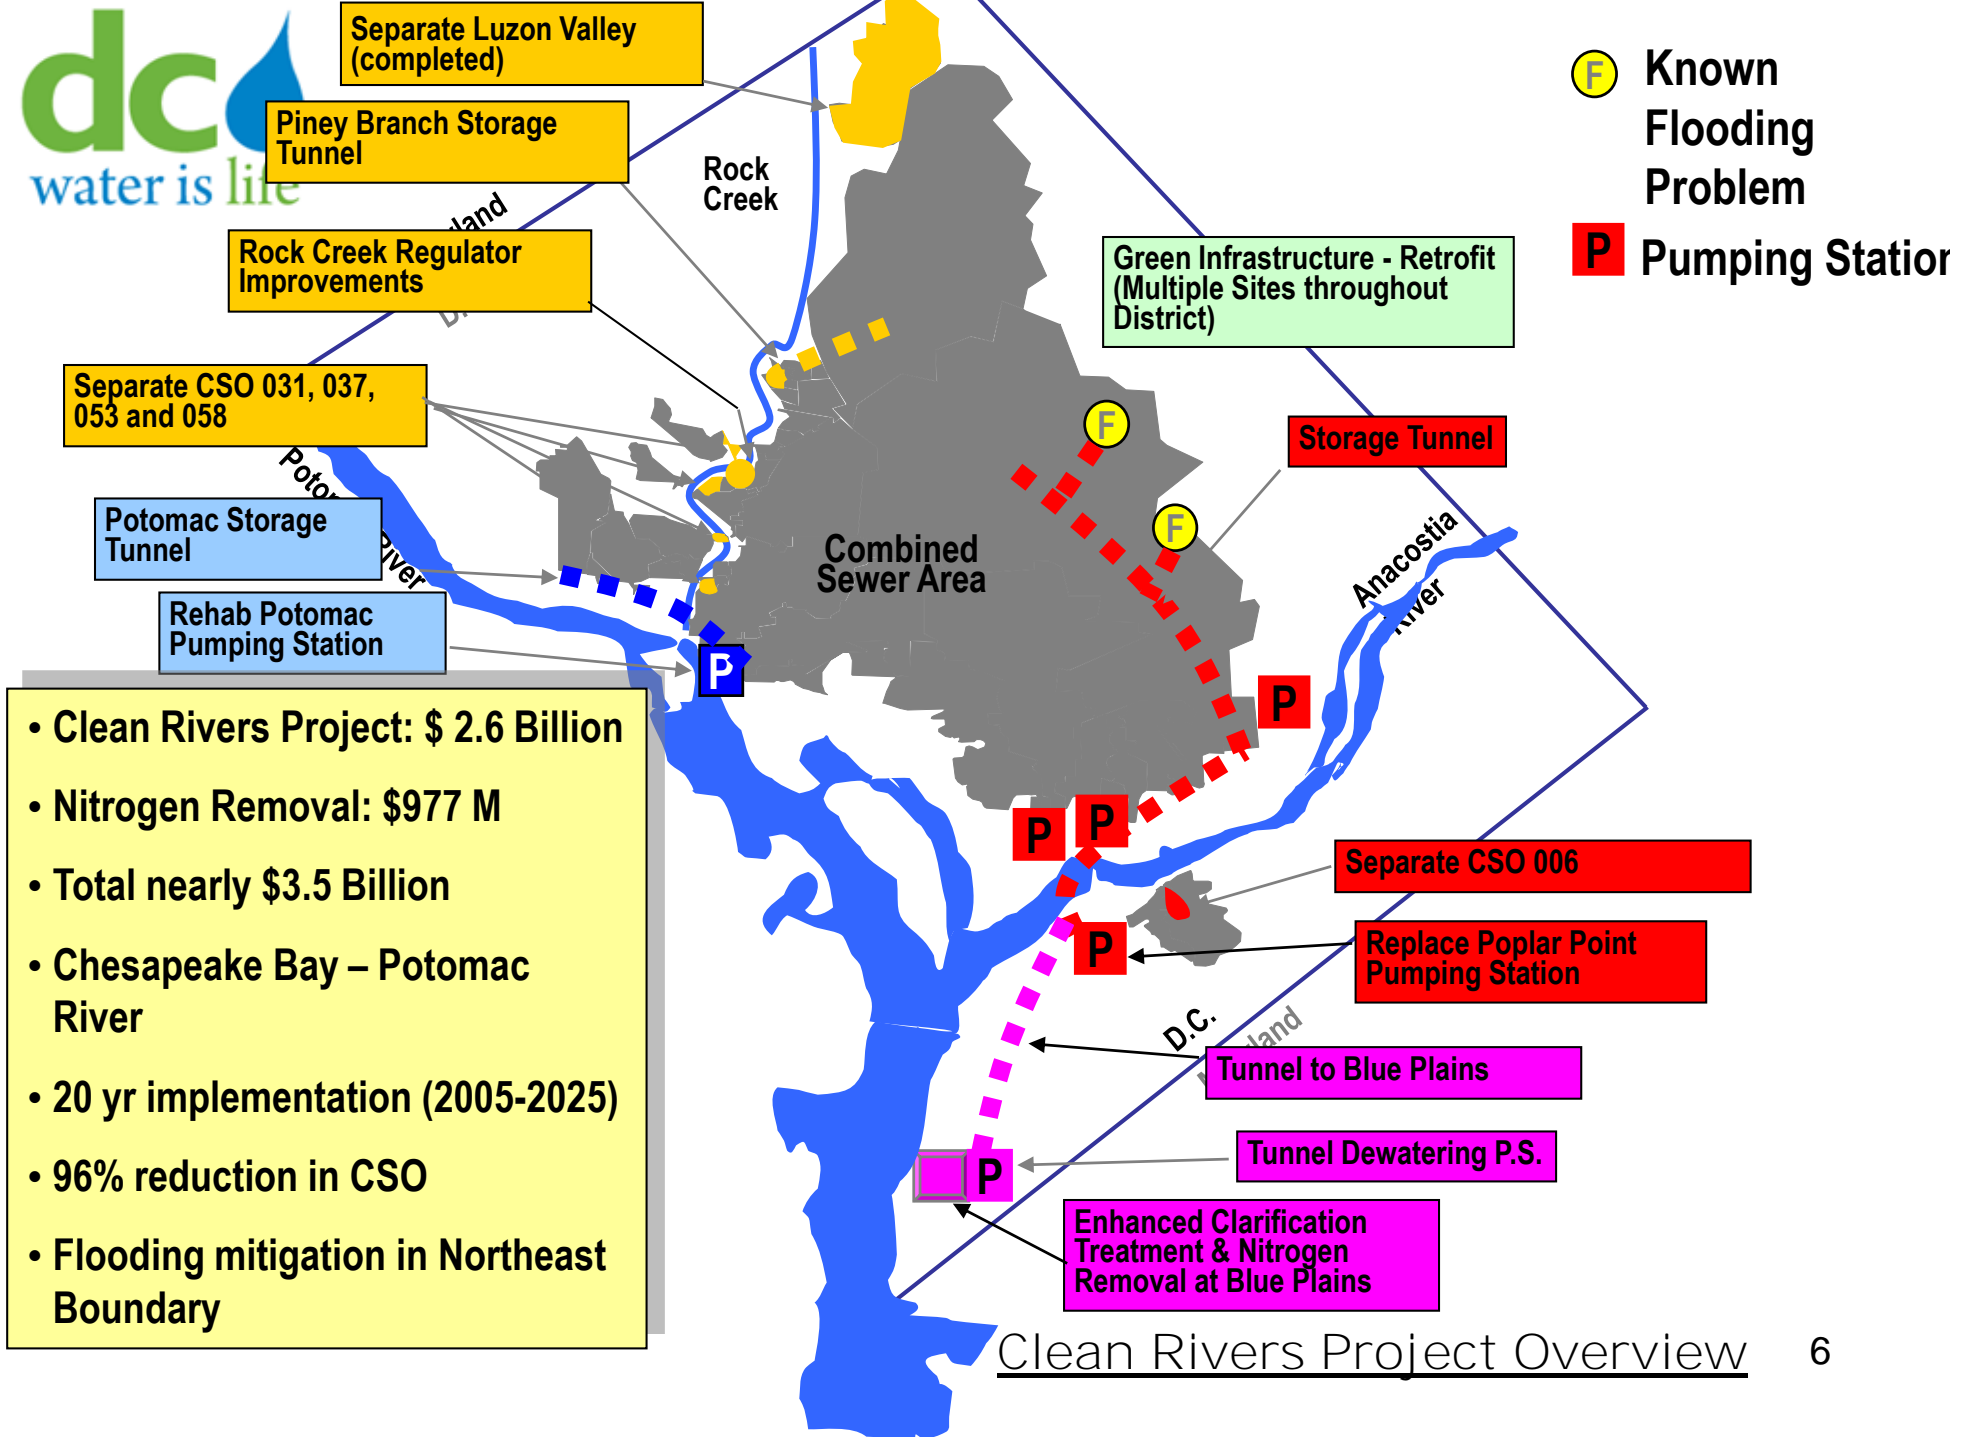 dc
water is life
Separate Luzon Valley
(completed)
Piney Branch Storage
Tunnel
Rock
Creek
Rock Creek Regulator
Improvements
Separate CSO 031, 037,
053 and 058
Potomac Storage
Tunnel
River
Rehab Potomac
Pumping Station
P
F
Known
Flooding
Problem
P
Pumping Station
Green Infrastructure - Retrofit
(Multiple Sites throughout
District)
Storage Tunnel
F
F
Combined
Sewer Area
Anacostia
River
P
P
P
P
Separate CSO 006
Replace Poplar Point
Pumping Station
D.C.
Tunnel to Blue Plains
Tunnel Dewatering P.S.
P
Enhanced Clarification
Treatment & Nitrogen
Removal at Blue Plains
• Clean Rivers Project: $ 2.6 Billion
• Nitrogen Removal: $977 M
• Total nearly $3.5 Billion
• Chesapeake Bay – Potomac
River
• 20 yr implementation (2005-2025)
• 96% reduction in CSO
• Flooding mitigation in Northeast
Boundary
Clean Rivers Project Overview
6